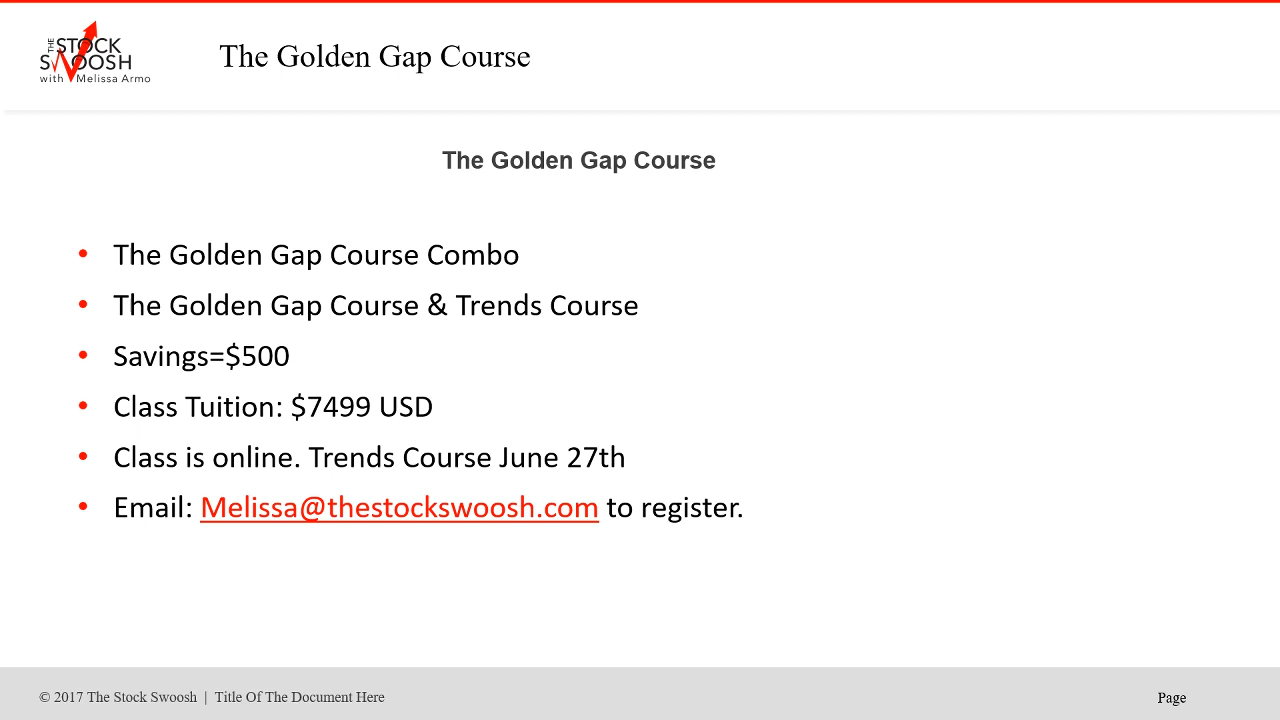 THE STOCK
SWOOSH
with Melissa Armo
The Golden Gap Course
The Golden Gap Course
• The Golden Gap Course Combo
• The Golden Gap Course & Trends Course
• Savings=$500
• Class Tuition: $7499 USD
• Class is online. Trends Course June 27th
• Email: Melissa@thestockswoosh.com to register.
© 2017 The Stock Swoosh | Title Of The Document Here
Page